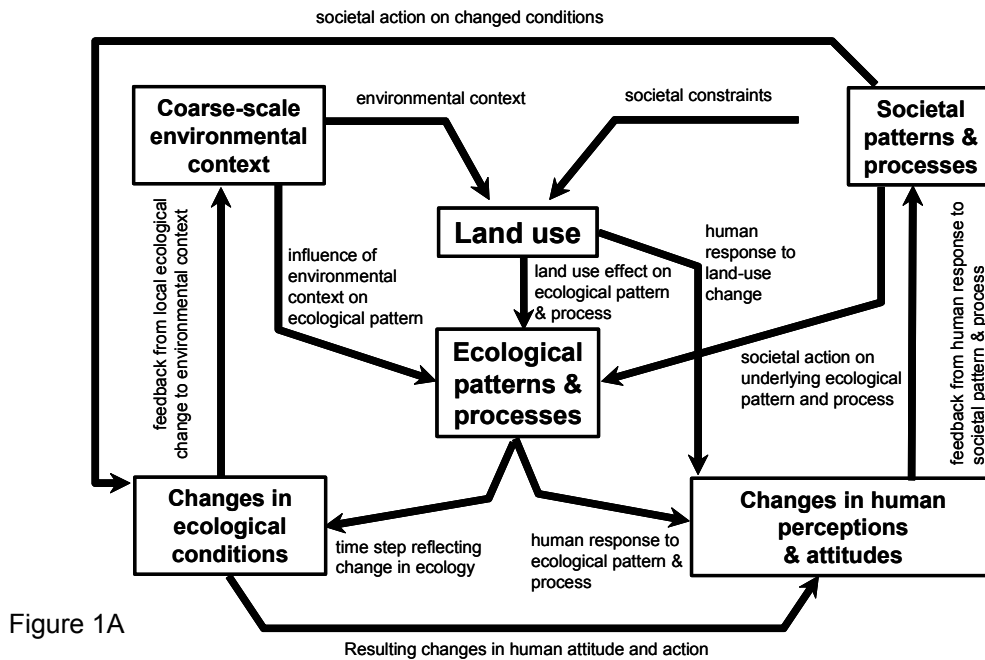 societal action on changed conditions
Coarse-scale
environmental
context
environmental context
societal constraints
Societal
patterns &
processes
Land use
influence of
environmental
context on
ecological pattern
land use effect on
ecological pattern
& process
human
response to
land-use
change
feedback from local ecological
change to environmental context
Ecological
patterns &
processes
societal action on
underlying ecological
pattern and process
feedback from human response to
societal pattern & process
Changes in
ecological
conditions
time step reflecting
change in ecology
human response to
ecological pattern &
process
Changes in human
perceptions
& attitudes
Figure 1A
Resulting changes in human attitude and action